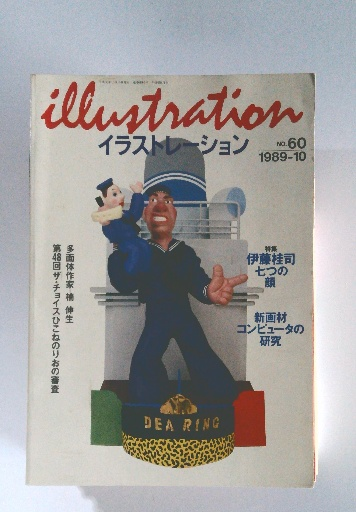 illustration
イラストレーション
NO.60
1989-10
特集
伊藤桂司
七つの
顔
新画材
コンピュータの
研究
多面体作家 楠 伸生
第48回ザ・チョイスひこねのりおの審査
DEA RING